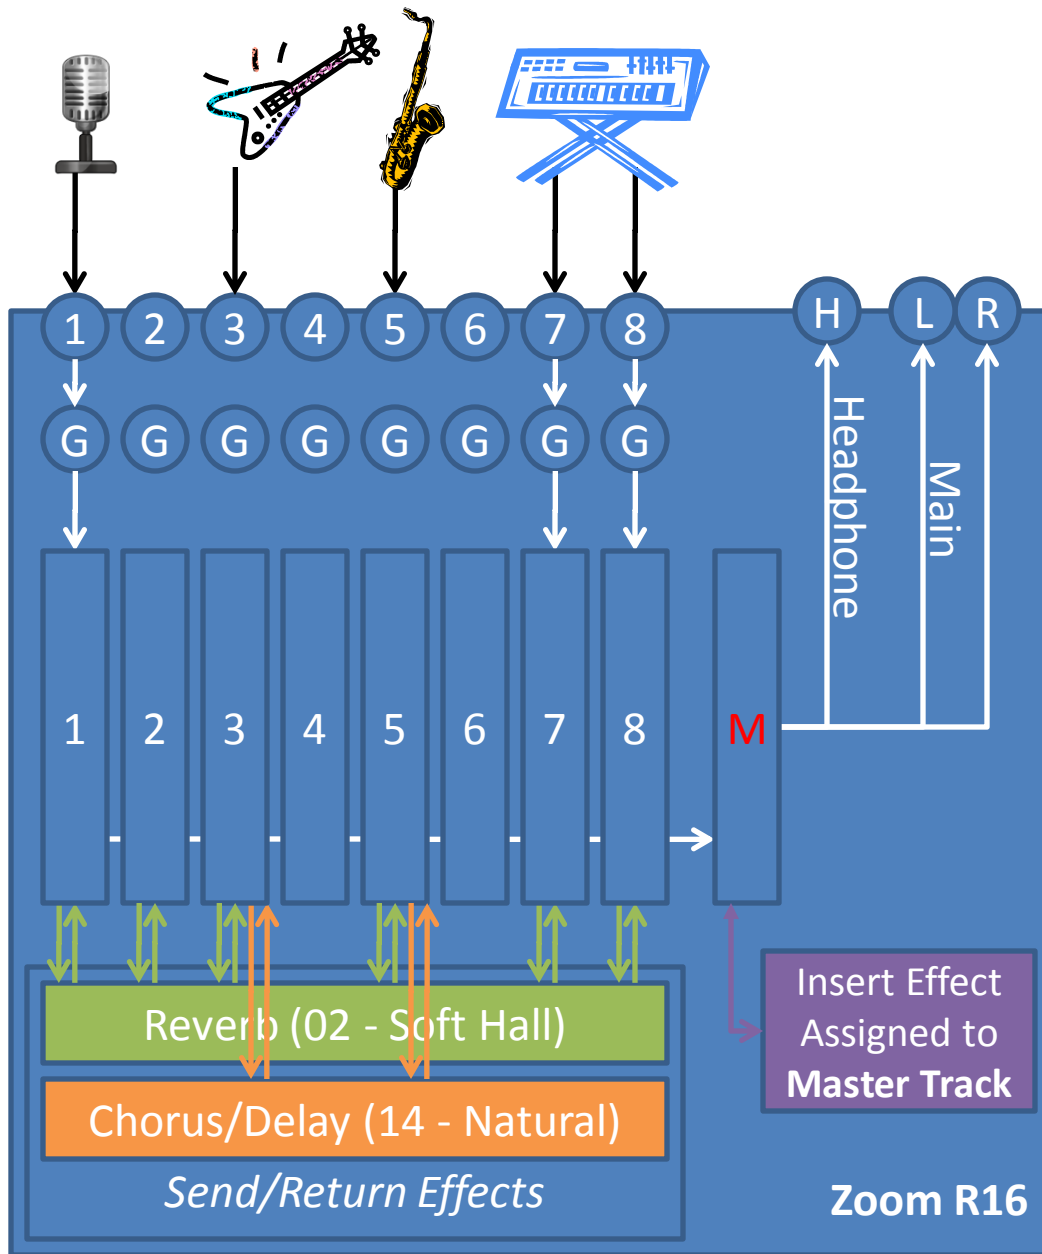 H L R
1 2 3 4 5 6 7 8
G G G G G G G G
Headphone
Main
1 2 3 4 5 6 7 8 M
Reverb (02 - Soft Hall)
Chorus/Delay (14 - Natural)
Send/Return Effects
Insert Effect
Assigned to
Master Track
Zoom R16